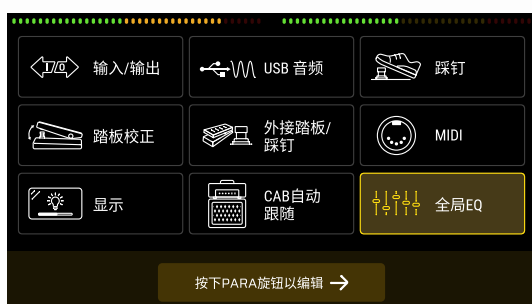 I/O 输入/输出
USB 音频
踩钉
踏板校正
外接踏板/
踩钉
MIDI
显示
CAB自动
跟随
全局EQ
按下PARA旋钮以编辑 →